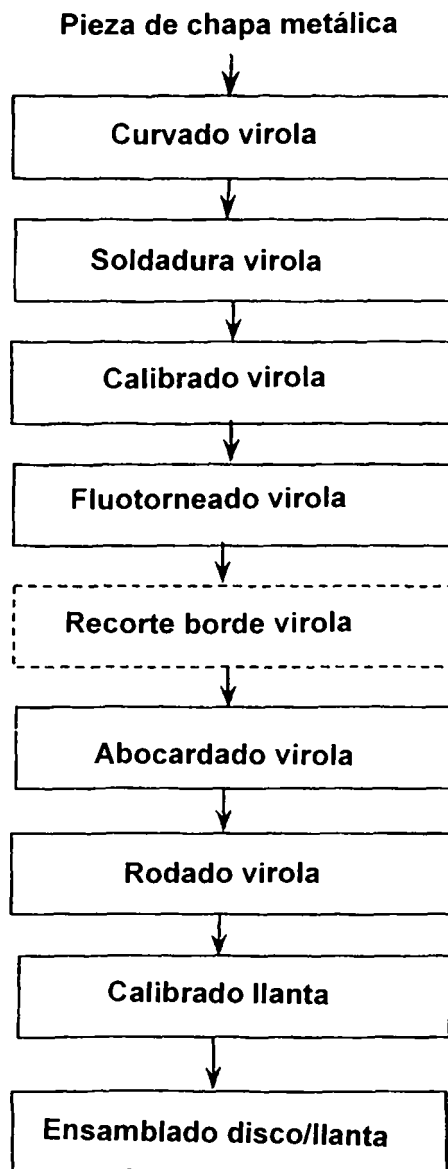 Pieza de chapa metálica
Curvado virola
Soldadura virola
Calibrado virola
Fluotorneado virola
Recorte borde virola
Abocardado virola
Rodado virola
Calibrado llanta
Ensamblado disco/llanta